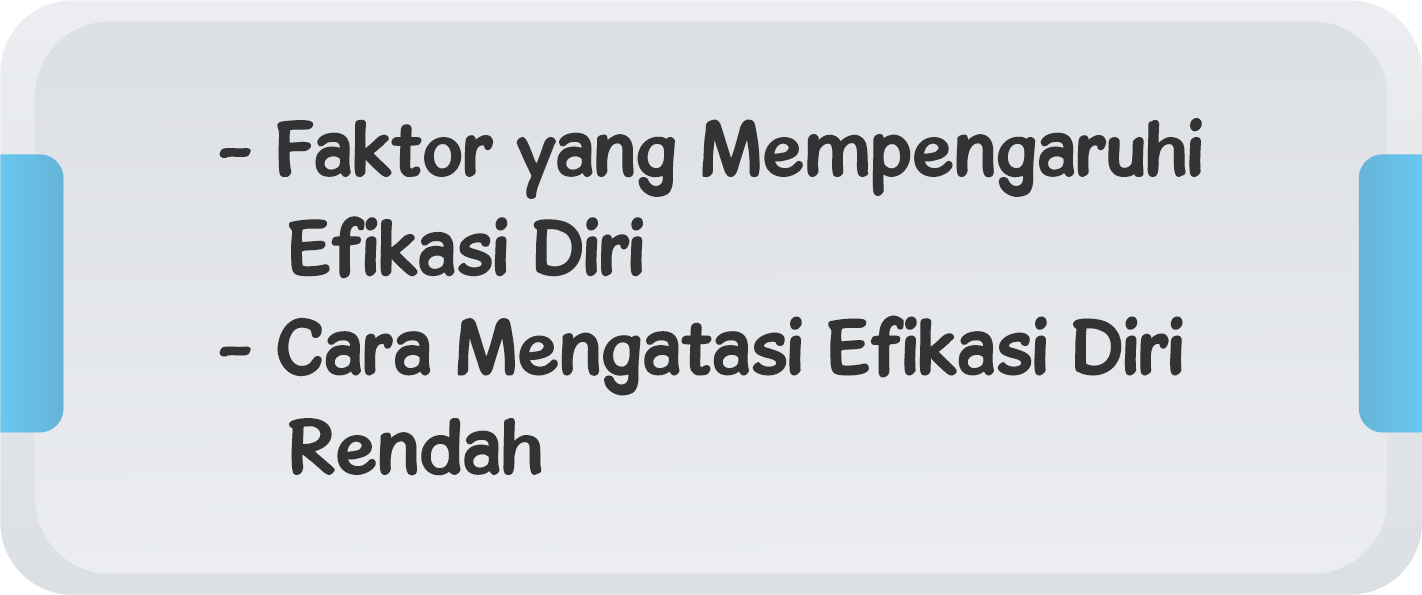 - Faktor yang Mempengaruhi
Efikasi Diri
- Cara Mengatasi Efikasi Diri
Rendah